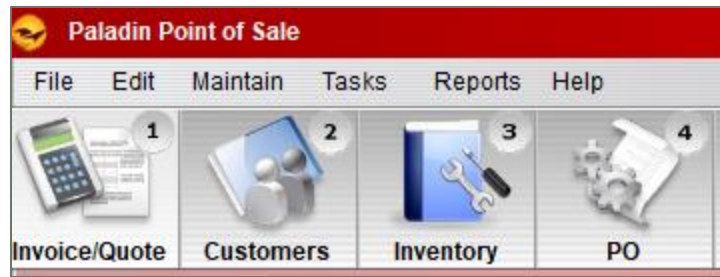 Paladin Point of Sale
File Edit Maintain Tasks Reports Help
1 2 3 4
Invoice/Quote Customers Inventory PO